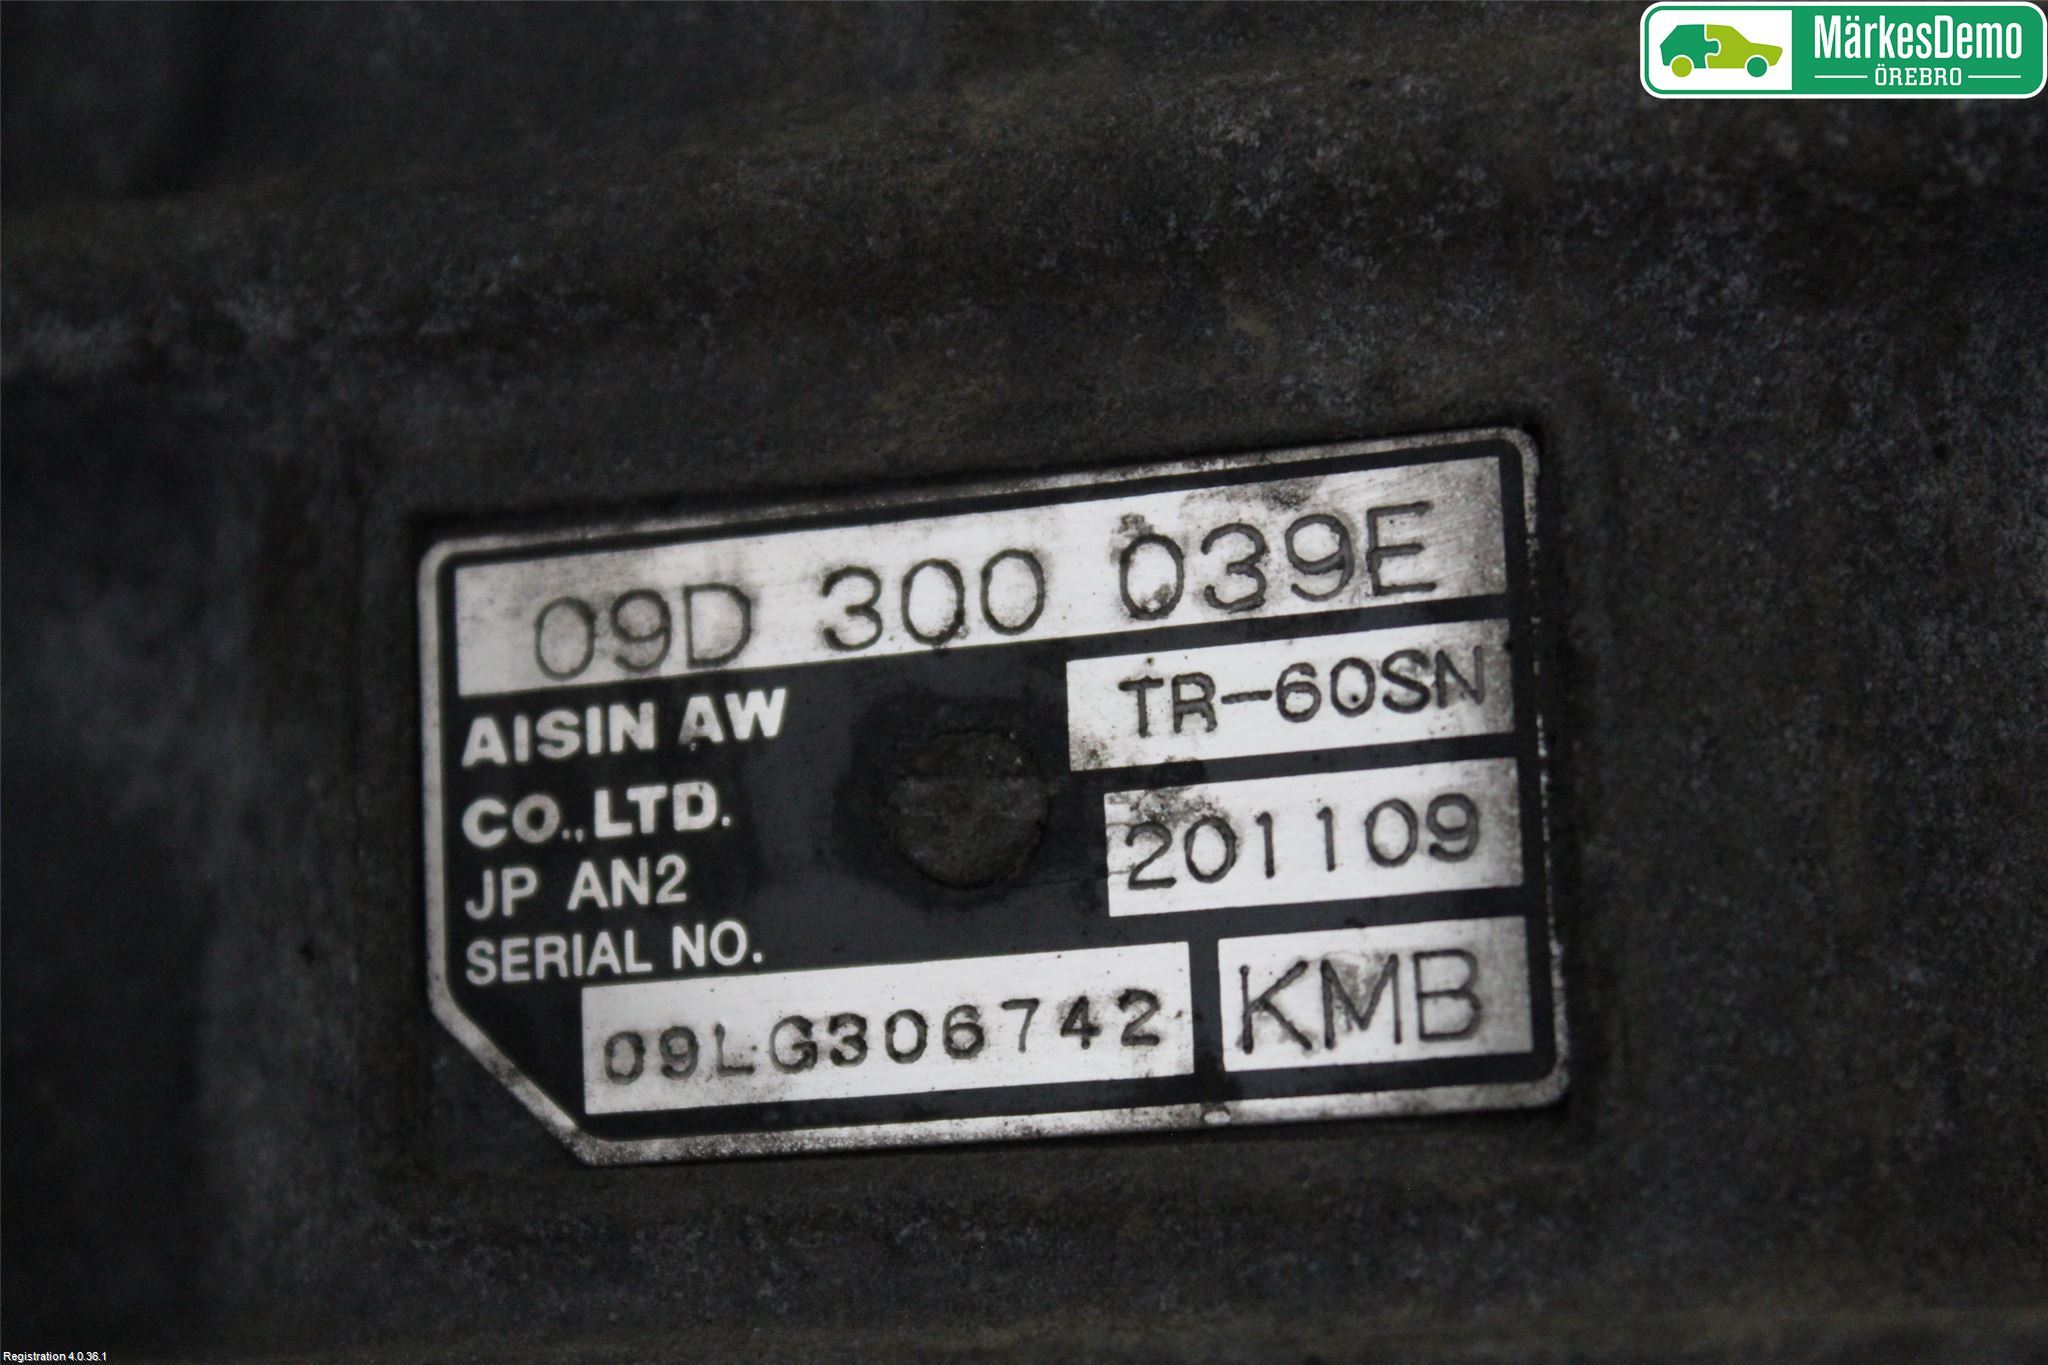 MärkesDemo
ÖREBRO
09D 300 039E
AISIN AW
TR-60SN
CO.,LTD.
201109
JP AN2
SERIAL NO.
09LG306742
KMB
Registration 4.0.36.1